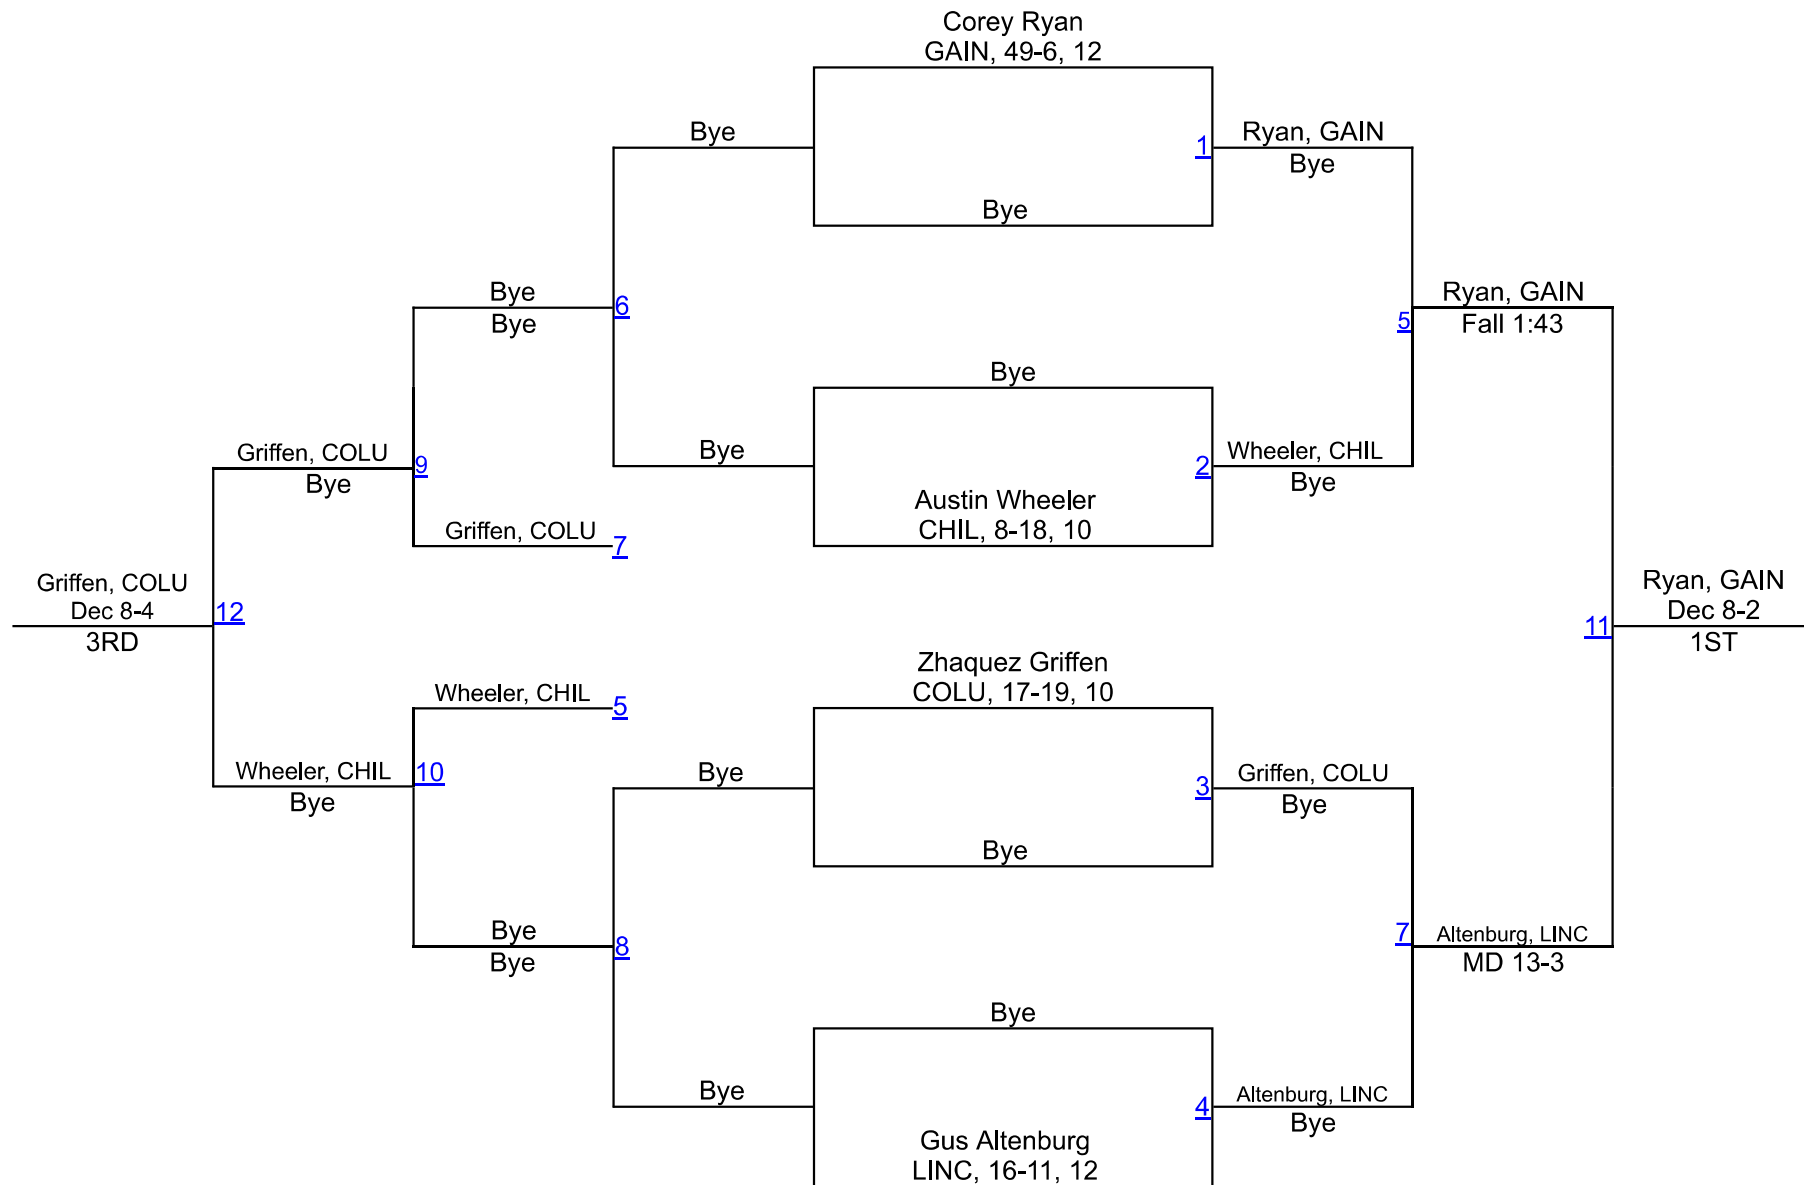 Corey Ryan
GAIN, 49-6, 12
Bye
1
Ryan, GAIN
Bye
Bye
Bye
Bye
6
Ryan, GAIN
5
Fall 1:43
Bye
Griffen, COLU
Bye
9
Bye
2
Wheeler, CHIL
Bye
Austin Wheeler
CHIL, 8-18, 10
Griffen, COLU
7
Griffen, COLU
Dec 8-4
12
3RD
Ryan, GAIN
Dec 8-2
11
1ST
Zhaquez Griffen
COLU, 17-19, 10
Wheeler, CHIL
5
Wheeler, CHIL
10
Bye
Bye
3
Griffen, COLU
Bye
Bye
Bye
8
Bye
7
Altenburg, LINC
MD 13-3
Bye
Bye
4
Altenburg, LINC
Bye
Gus Altenburg
LINC, 16-11, 12